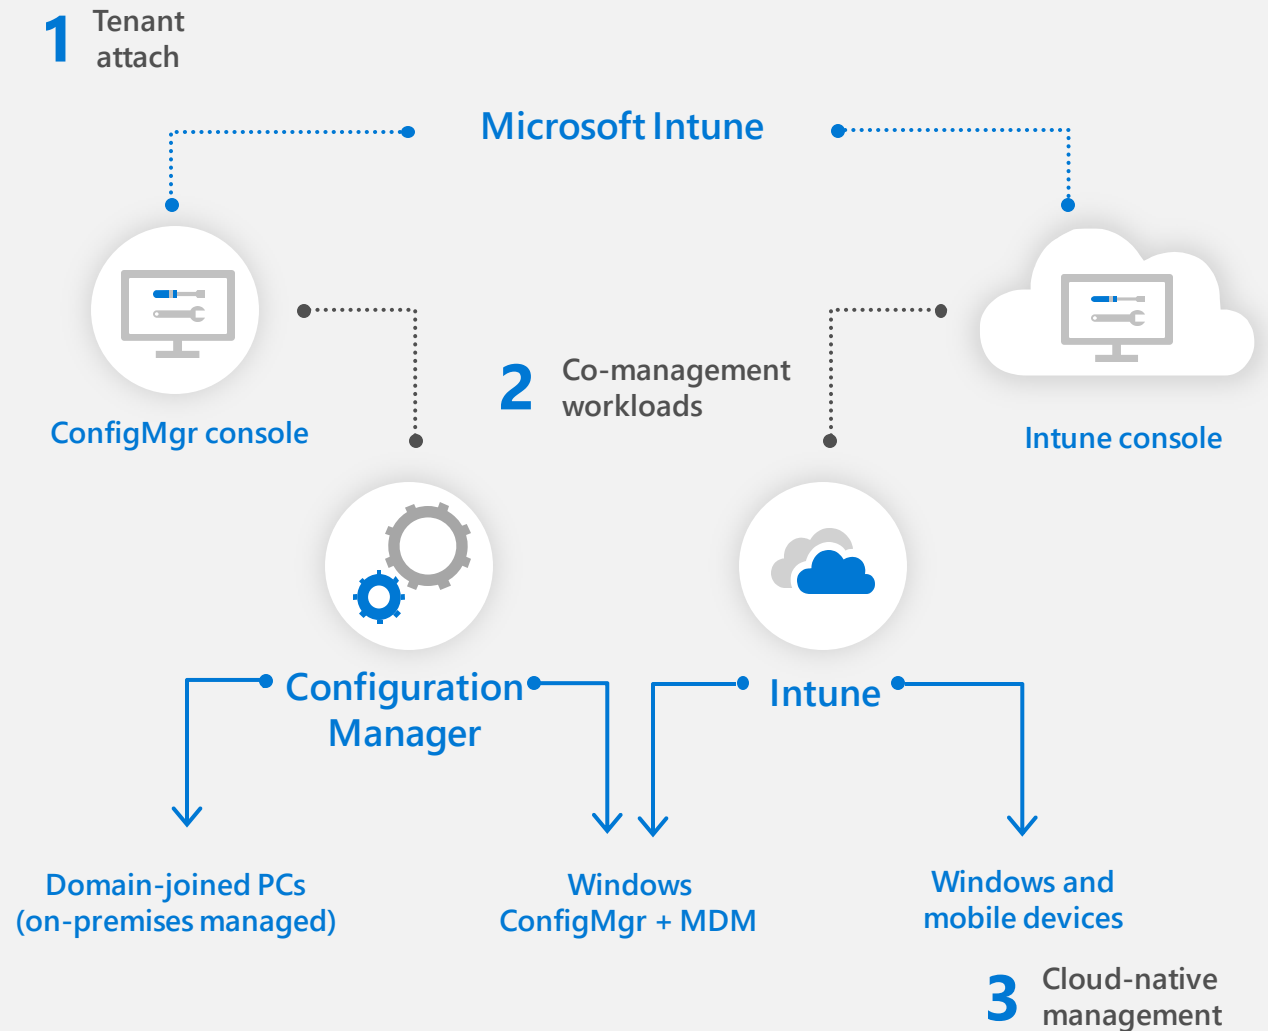 1 Tenant
attach
Microsoft Intune
ConfigMgr console
2 Co-management
workloads
Intune console
Configuration
Manager
Intune
Domain-joined PCs
(on-premises managed)
Windows
ConfigMgr + MDM
Windows and
mobile devices
3 Cloud-native
management